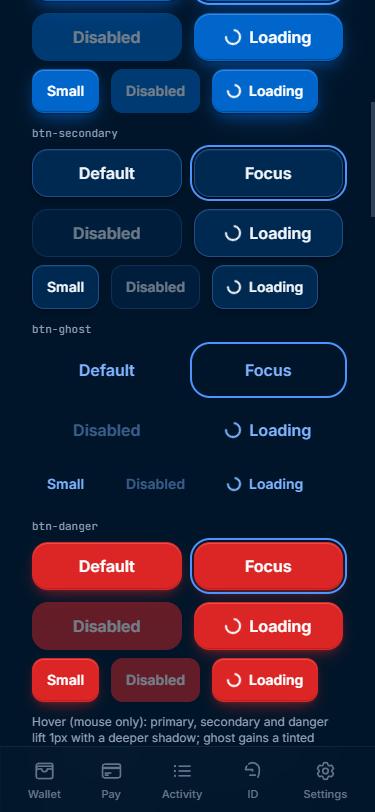 Disabled Loading
Small Disabled Loading
btn-secondary
Default Focus
Disabled Loading
Small Disabled Loading
btn-ghost
Default Focus
Disabled Loading
Small Disabled Loading
btn-danger
Default Focus
Disabled Loading
Small Disabled Loading
Hover (mouse only): primary, secondary and danger
lift 1px with a deeper shadow; ghost gains a tinted
Wallet Pay Activity ID Settings